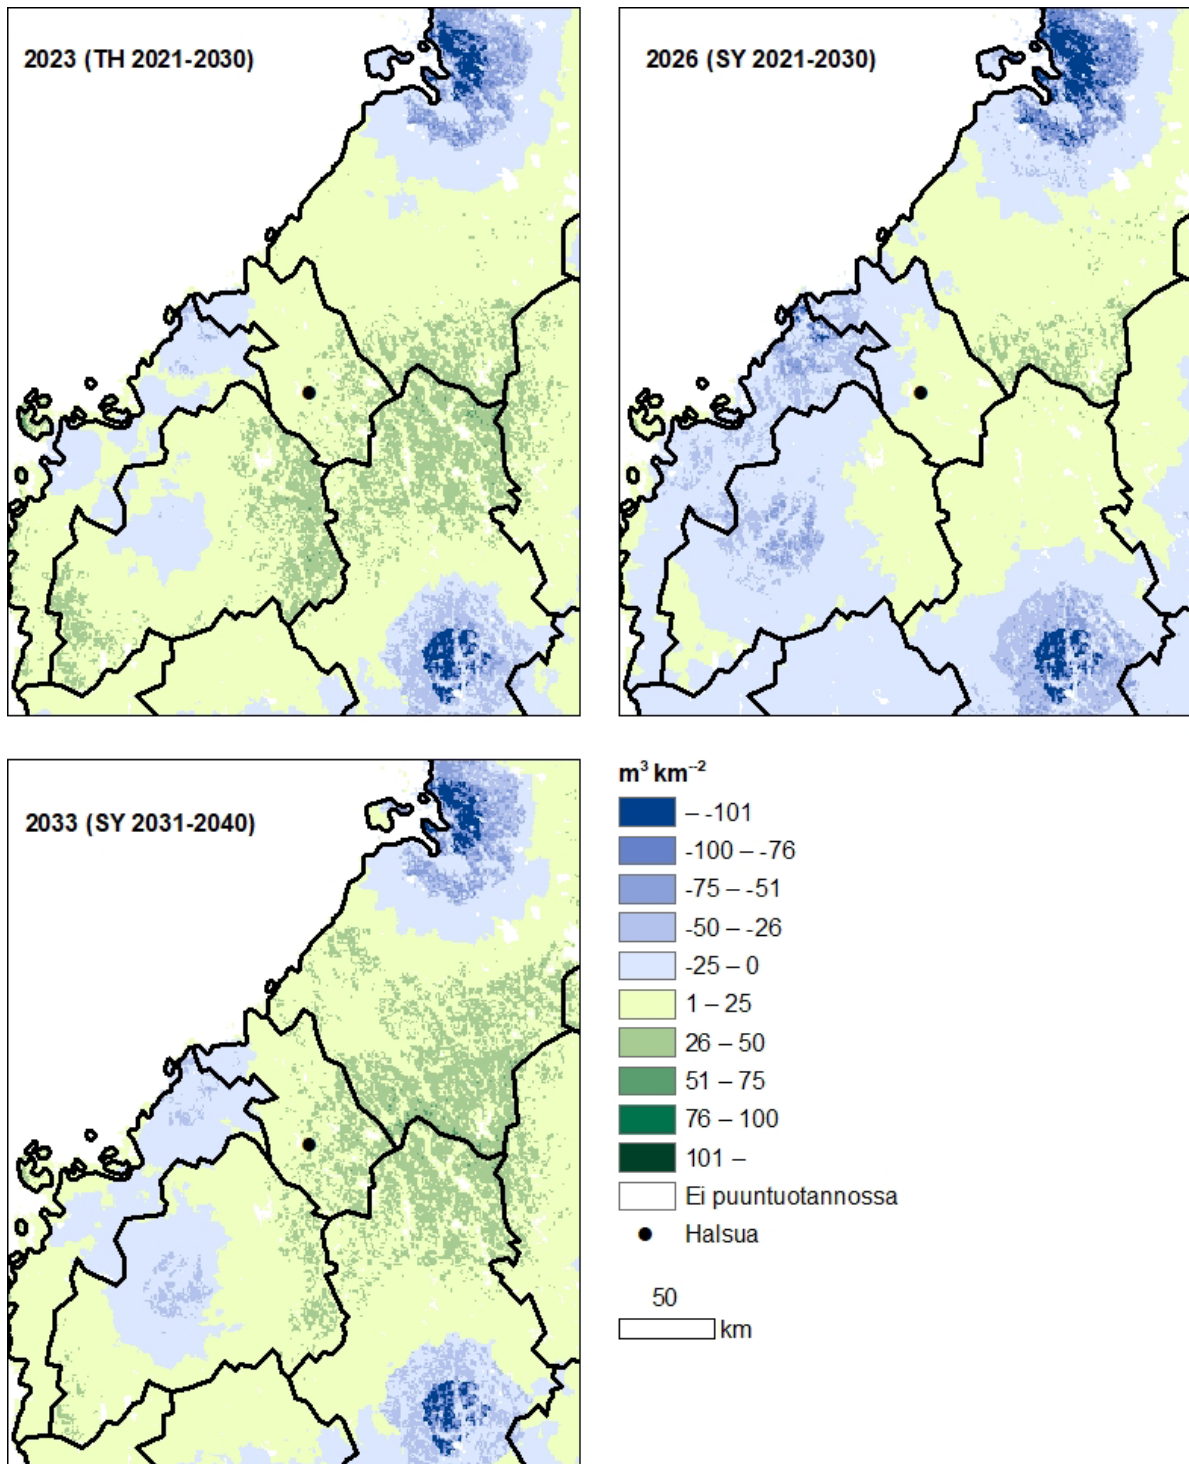 2023 (TH 2021-2030)
2026 (SY 2021-2030)
2033 (SY 2031-2040)
m³ km⁻²
– -101
-100 – -76
-75 – -51
-50 – -26
-25 – 0
1 – 25
26 – 50
51 – 75
76 – 100
101 –
Ei puuntuotannossa
Halsua
50
km